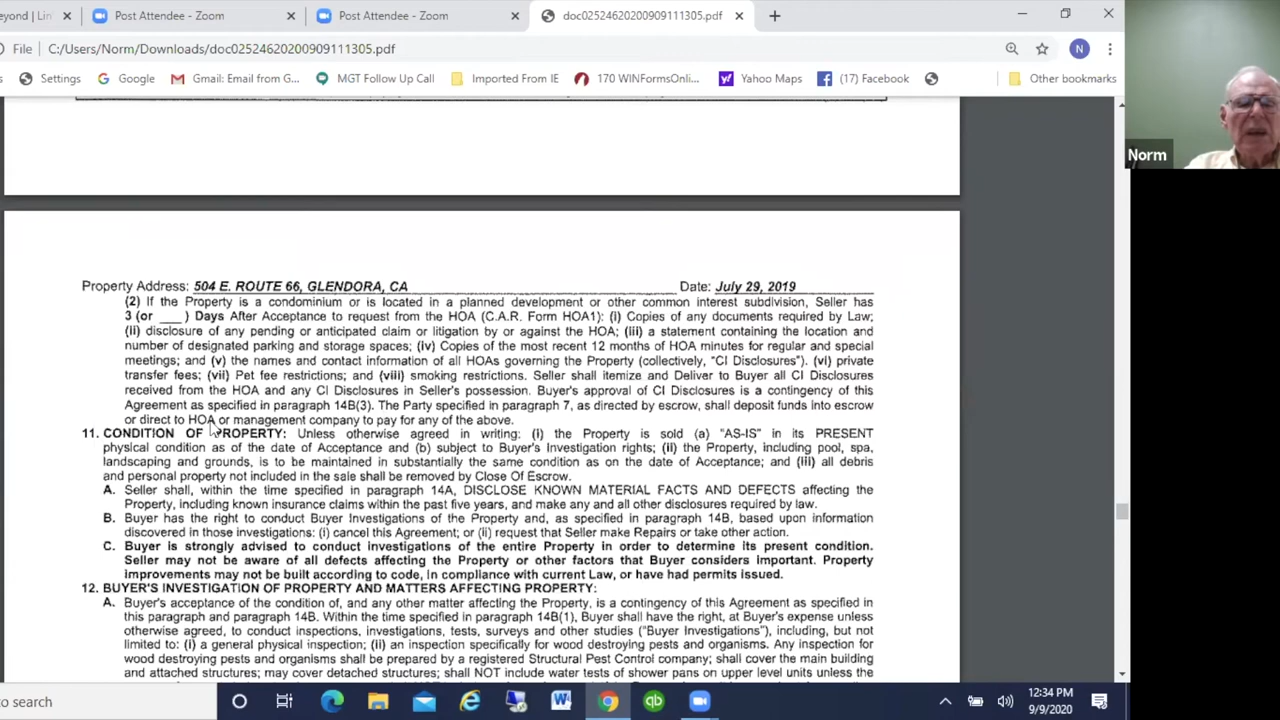 eyond | Lin
Post Attendee - Zoom
Post Attendee - Zoom
doc02524620200909111305.pdf
File
C:/Users/Norm/Downloads/doc02524620200909111305.pdf
N
Settings
Google
Gmail: Email from G...
MGT Follow Up Call
Imported From IE
170 WINFormsOnli...
Yahoo Maps
(17) Facebook
Other bookmarks
Norm
Property Address: 504 E. ROUTE 66, GLENDORA, CA Date: July 29, 2019
(2) If the Property is a condominium or is located in a planned development or other common interest subdivision, Seller has
3 (or ___ ) Days After Acceptance to request from the HOA (C.A.R. Form HOA1): (i) Copies of any documents required by Law;
(ii) disclosure of any pending or anticipated claim or litigation by or against the HOA; (iii) a statement containing the location and
number of designated parking and storage spaces; (iv) Copies of the most recent 12 months of HOA minutes for regular and special
meetings; and (v) the names and contact information of all HOAs governing the Property (collectively, "CI Disclosures"). (vi) private
transfer fees; (vii) Pet fee restrictions; and (viii) smoking restrictions. Seller shall itemize and Deliver to Buyer all CI Disclosures
received from the HOA and any CI Disclosures in Seller's possession. Buyer's approval of CI Disclosures is a contingency of this
Agreement as specified in paragraph 14B(3). The Party specified in paragraph 7, as directed by escrow, shall deposit funds into escrow
or direct to HOA or management company to pay for any of the above.
11. CONDITION OF PROPERTY: Unless otherwise agreed in writing: (i) the Property is sold (a) "AS-IS" in its PRESENT
physical condition as of the date of Acceptance and (b) subject to Buyer's Investigation rights; (ii) the Property, including pool, spa,
landscaping and grounds, is to be maintained in substantially the same condition as on the date of Acceptance; and (iii) all debris
and personal property not included in the sale shall be removed by Close Of Escrow.
A. Seller shall, within the time specified in paragraph 14A, DISCLOSE KNOWN MATERIAL FACTS AND DEFECTS affecting the
Property, including known insurance claims within the past five years, and make any and all other disclosures required by law.
B. Buyer has the right to conduct Buyer Investigations of the Property and, as specified in paragraph 14B, based upon information
discovered in those investigations: (i) cancel this Agreement; or (ii) request that Seller make Repairs or take other action.
C. Buyer is strongly advised to conduct investigations of the entire Property in order to determine its present condition.
Seller may not be aware of all defects affecting the Property or other factors that Buyer considers important. Property
improvements may not be built according to code, in compliance with current Law, or have had permits issued.
12. BUYER'S INVESTIGATION OF PROPERTY AND MATTERS AFFECTING PROPERTY:
A. Buyer's acceptance of the condition of, and any other matter affecting the Property, is a contingency of this Agreement as specified in
this paragraph and paragraph 14B. Within the time specified in paragraph 14B(1), Buyer shall have the right, at Buyer's expense unless
otherwise agreed, to conduct inspections, investigations, tests, surveys and other studies ("Buyer Investigations"), including, but not
limited to: (i) a general physical inspection; (ii) an inspection specifically for wood destroying pests and organisms. Any inspection for
wood destroying pests and organisms shall be prepared by a registered Structural Pest Control company; shall cover the main building
and attached structures; may cover detached structures; shall NOT include water tests of shower pans on upper level units unless the
to search
12:34 PM
9/9/2020